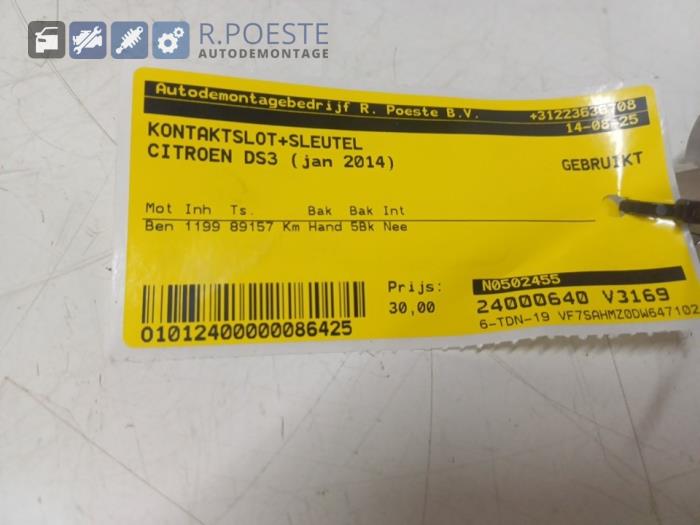 R.POESTE
AUTODEMONTAGE
Autodemontagebedrijf R. Poeste B.V. +31223636708
14-08-25
KONTAKTSLOT+SLEUTEL
CITROEN DS3 (jan 2014)
GEBRUIKT
Mot Inh Ts. Bak Bak Int
Ben 1199 89157 Km Hand 5Bk Nee
Prijs:
30,00
N0502455
24000640 V3169
6-TDN-19 VF7SAHMZ0DW647102
O10124000000086425